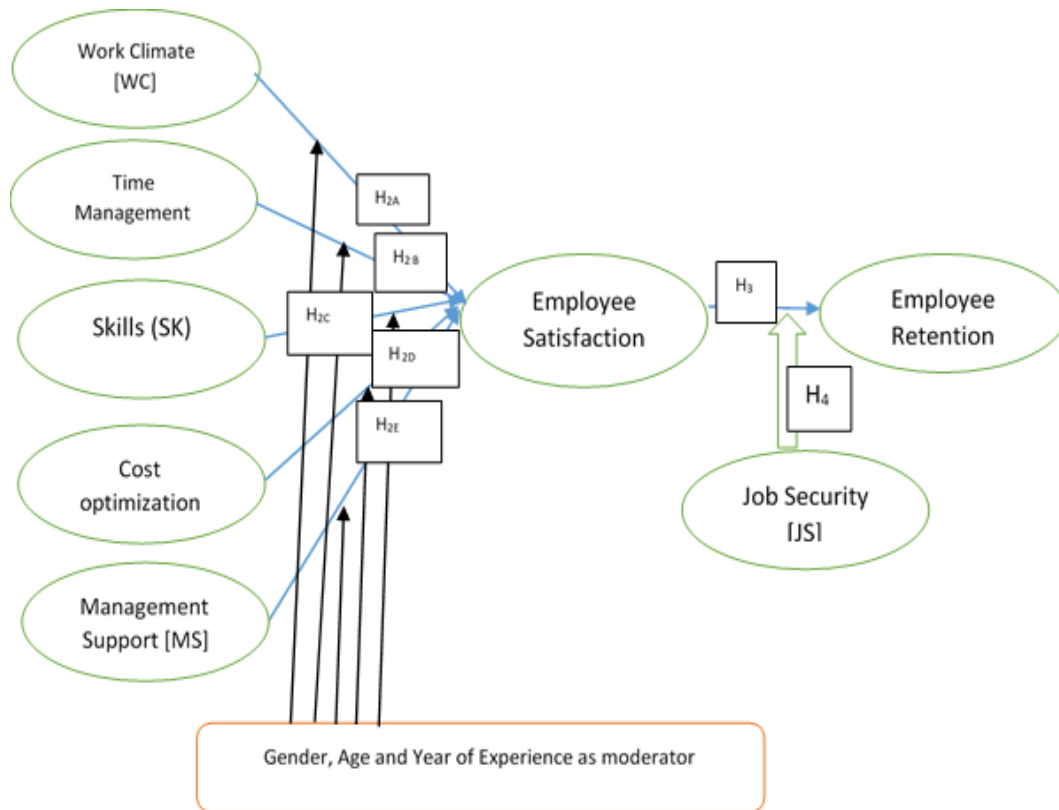 Work Climate
[WC]
Time
Management
Skills (SK)
Cost
optimization
Management
Support [MS]
H2A
H2B
H2C
H2D
H2E
Employee
Satisfaction
H3
Employee
Retention
H4
Job Security
[JS]
Gender, Age and Year of Experience as moderator